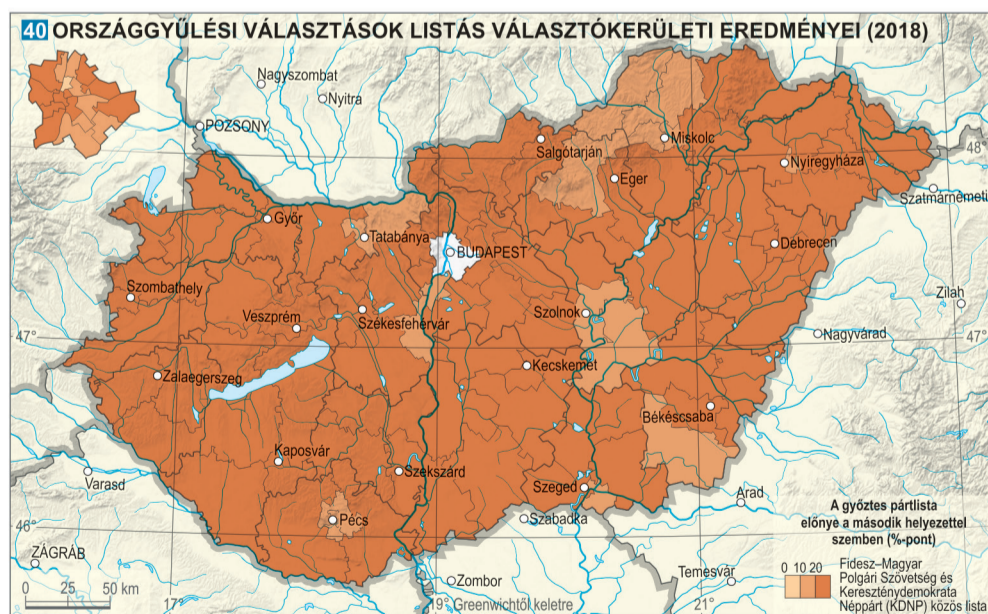 40 ORSZÁGGYŰLÉSI VÁLASZTÁSOK LISTÁS VÁLASZTÓKERÜLETI EREDMÉNYEI (2018)
Nagyszombat
Nyitra
POZSONY
Salgótarján
Miskolc
48°
Eger
Nyíregyháza
Szatmárnémeti
Győr
Tatabánya
BUDAPEST
Debrecen
Szombathely
Veszprém
Székesfehérvár
Szolnok
Zilah
47°
Nagyvárad
47°
Zalaegerszeg
Kecskemét
Békéscsaba
Kaposvár
Szekszárd
Varasd
Szeged
Arad
46°
Pécs
Szabadka
ZÁGRÁB
Zombor
Temesvár
0 25 50 km
17°
19° Greenwichtől keletre
21°
A győztes pártlista
előnye a második helyezettel
szemben (%-pont)
0 10 20
Fidesz–Magyar
Polgári Szövetség és
Kereszténydemokrata
Néppárt (KDNP) közös listán